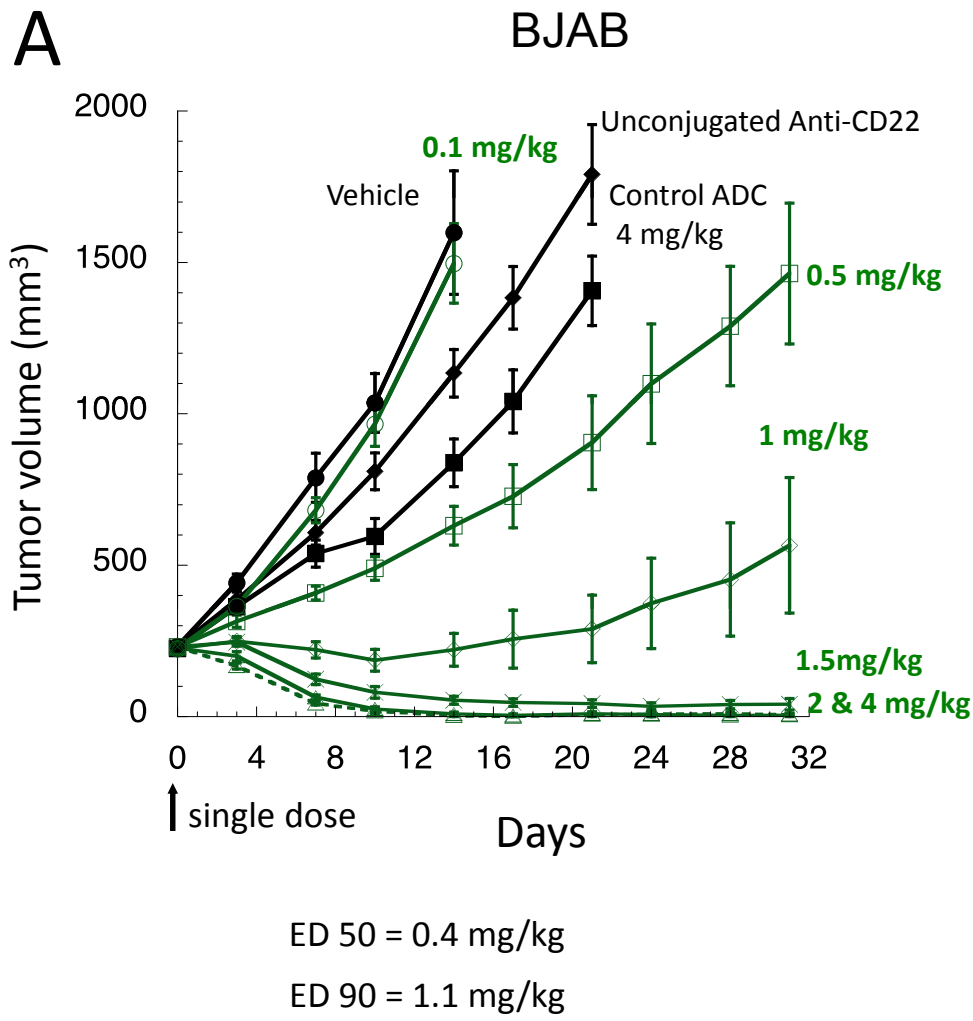 A
BJAB
Tumor volume (mm³)
2000
1500
1000
500
0
Vehicle
0.1 mg/kg
Unconjugated Anti-CD22
Control ADC
4 mg/kg
0.5 mg/kg
1 mg/kg
1.5mg/kg
2 & 4 mg/kg
0 4 8 12 16 20 24 28 32
single dose
Days
ED 50 = 0.4 mg/kg
ED 90 = 1.1 mg/kg